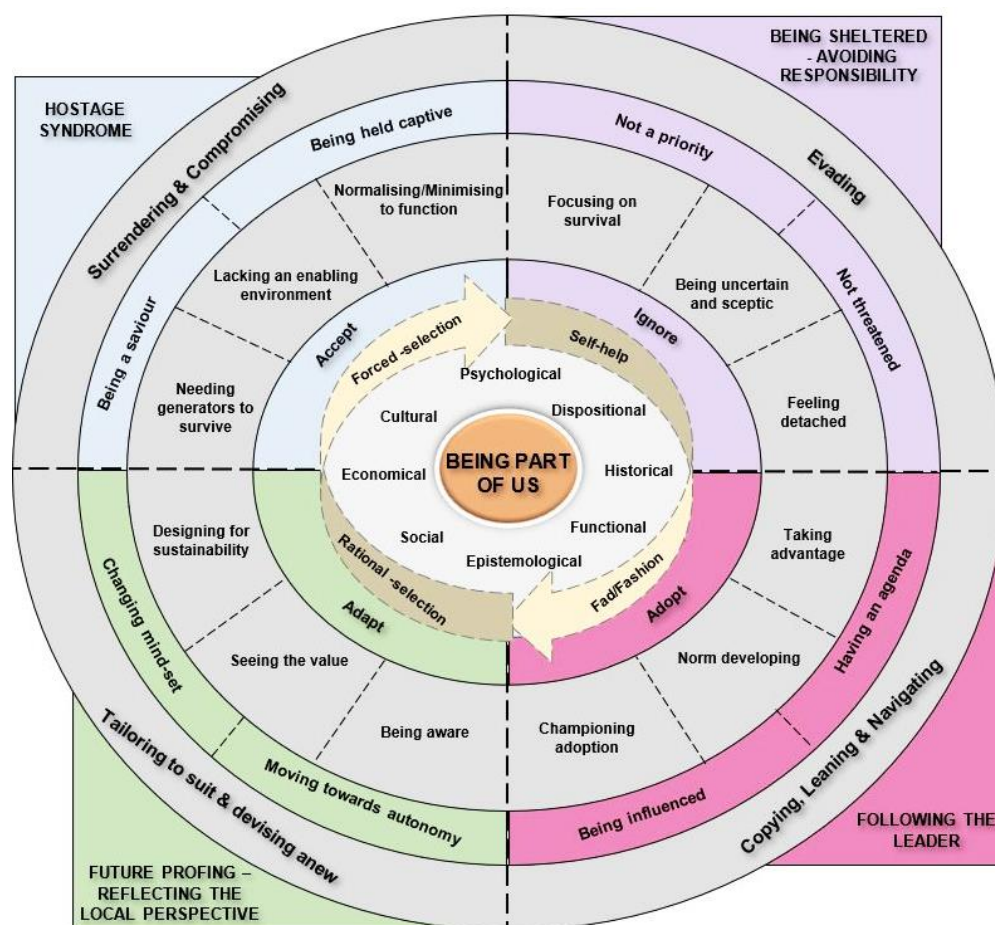 BEING SHELTERED
- AVOIDING
RESPONSIBILITY
HOSTAGE
SYNDROME
Surrendering & Compromising
Evading
Being held captive
Not a priority
Being a saviour
Not threatened
Normalising/Minimising
to function
Focusing on
survival
Lacking an enabling
environment
Being uncertain
and sceptic
Needing
generators to
survive
Feeling
detached
Accept
Ignore
Forced -selection
Self-help
Psychological
Cultural
Dispositional
Economical
BEING PART
OF US
Historical
Social
Functional
Epistemological
Rational -selection
Fad/Fashion
Adapt
Adopt
Designing for
sustainability
Taking
advantage
Seeing the value
Norm developing
Being aware
Championing
adoption
Changing mind-set
Having an agenda
Moving towards autonomy
Being influenced
Tailoring to suit & devising anew
Copying, Leaning & Navigating
FUTURE PROFING –
REFLECTING THE
LOCAL PERSPECTIVE
FOLLOWING THE
LEADER